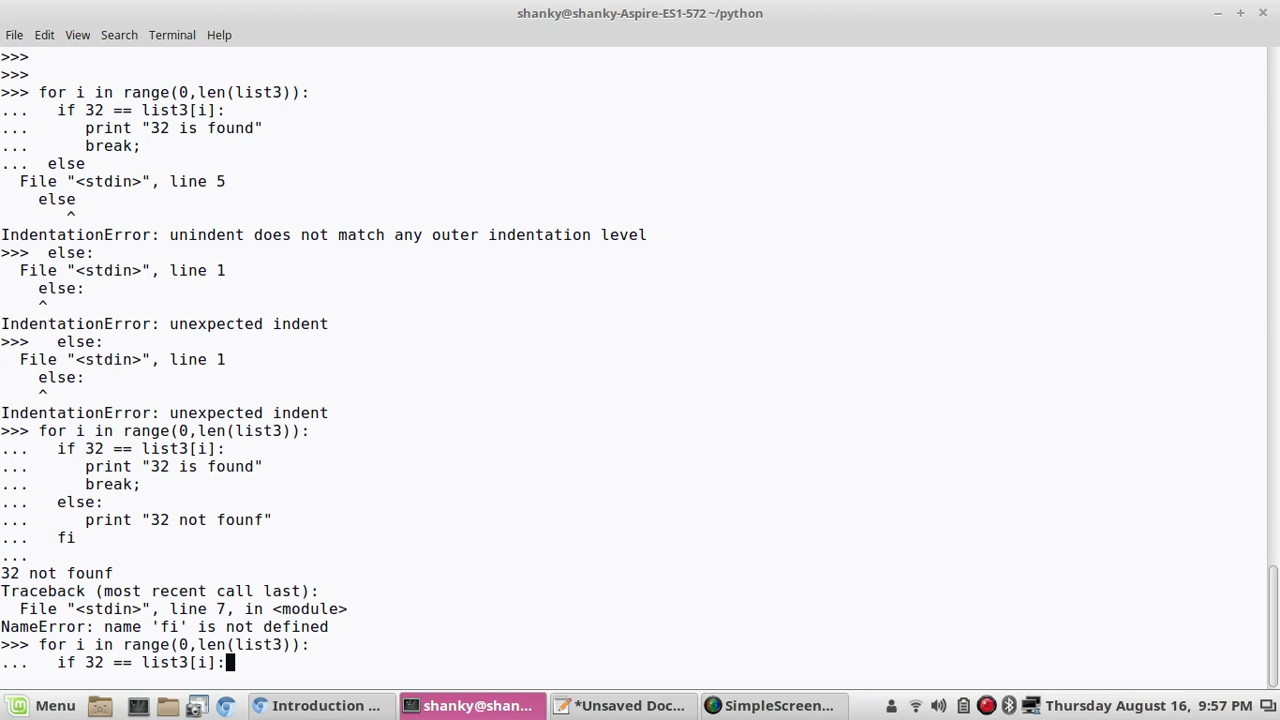 shanky@shanky-Aspire-ES1-572 ~/python
File Edit View Search Terminal Help
>>>
>>>
>>> for i in range(0,len(list3)):
...   if 32 == list3[i]:
...      print "32 is found"
...      break;
...  else
  File "<stdin>", line 5
    else
       ^
IndentationError: unindent does not match any outer indentation level
>>>  else:
  File "<stdin>", line 1
    else:
    ^
IndentationError: unexpected indent
>>>   else:
  File "<stdin>", line 1
    else:
    ^
IndentationError: unexpected indent
>>> for i in range(0,len(list3)):
...   if 32 == list3[i]:
...      print "32 is found"
...      break;
...   else:
...      print "32 not founf"
...   fi
...
32 not founf
Traceback (most recent call last):
  File "<stdin>", line 7, in <module>
NameError: name 'fi' is not defined
>>> for i in range(0,len(list3)):
...   if 32 == list3[i]:
Menu Introduction ... shanky@shan... *Unsaved Doc... SimpleScreen... Thursday August 16, 9:57 PM